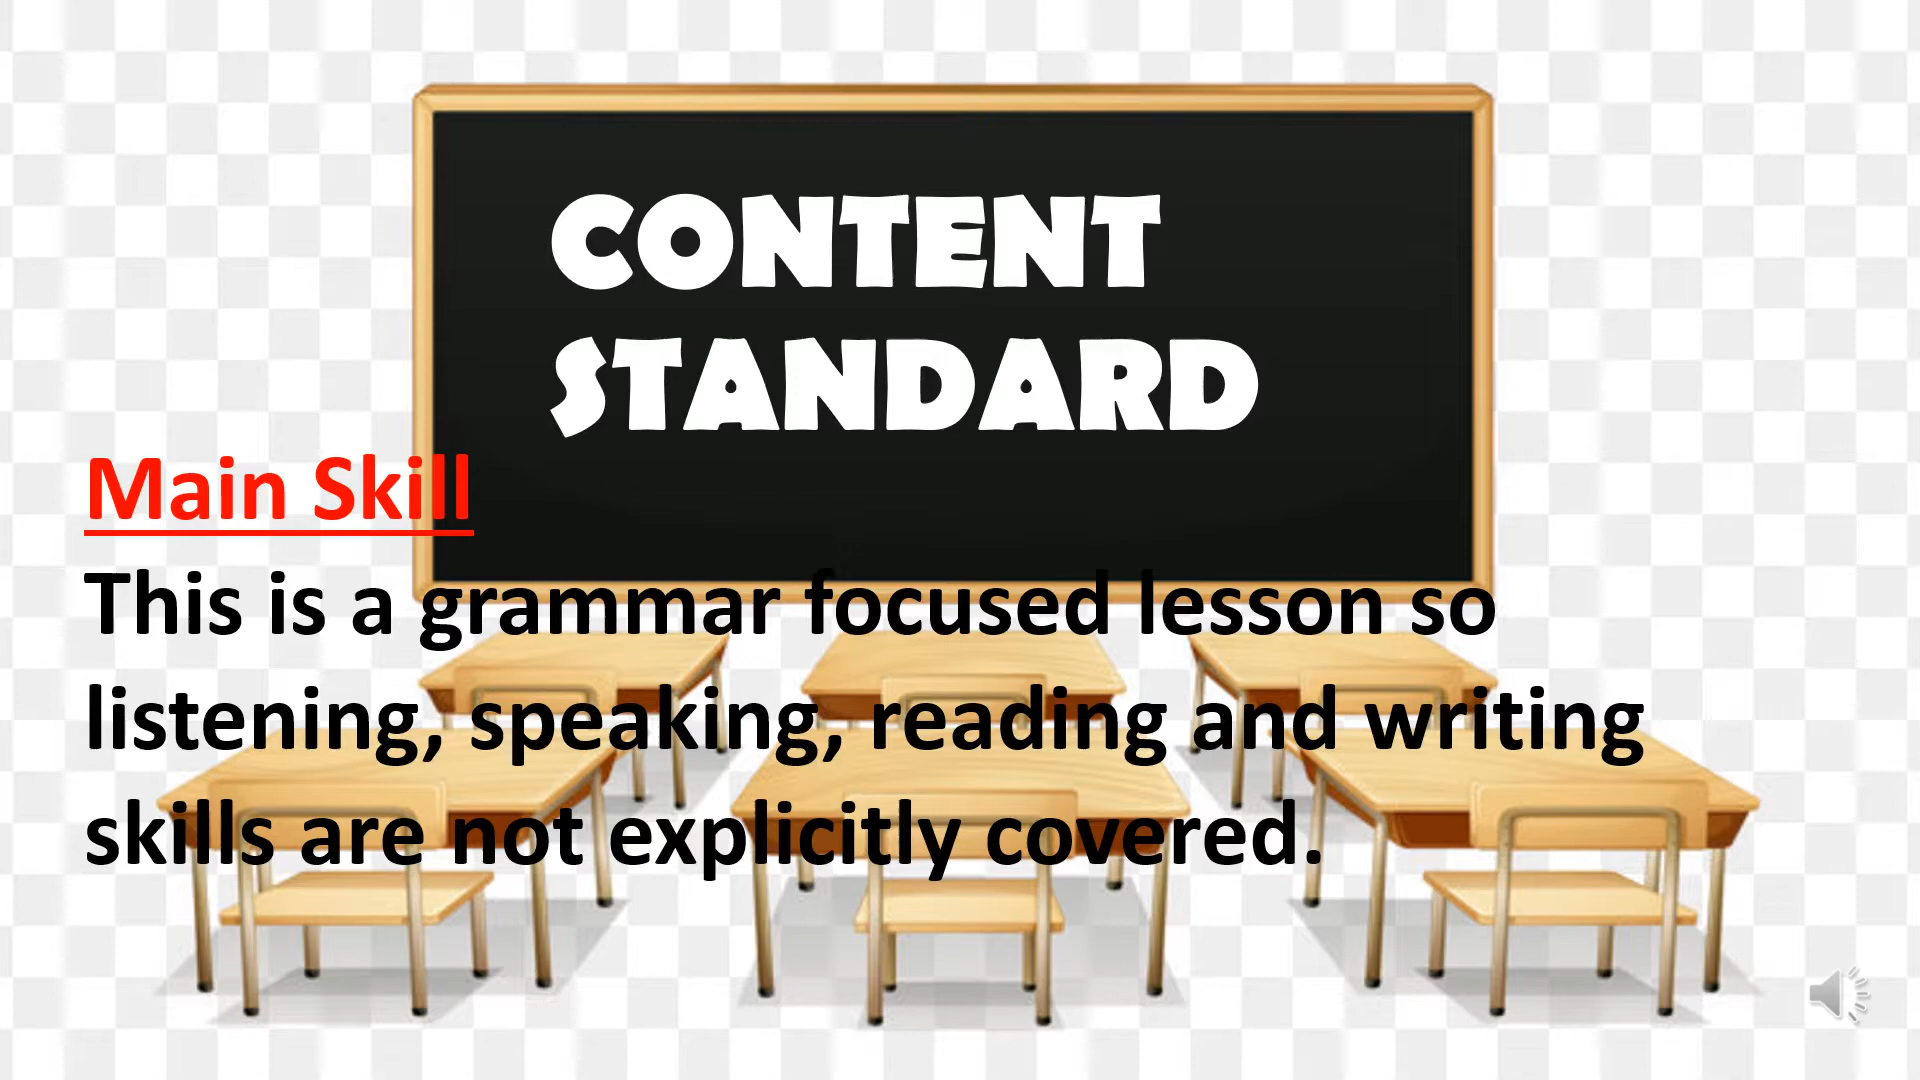 CONTENT
STANDARD
Main Skill
This is a grammar focused lesson so
listening, speaking, reading and writing
skills are not explicitly covered.